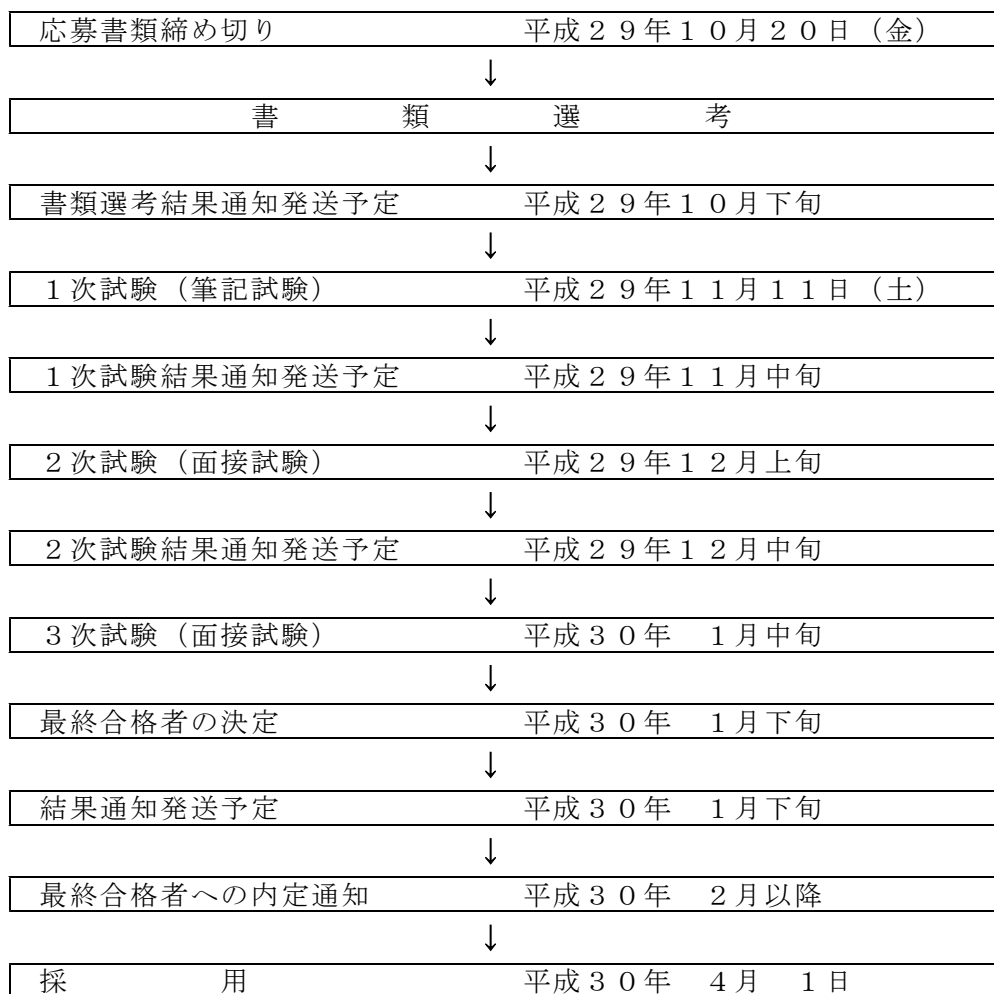 応募書類締め切り　平成２９年１０月２０日（金）
↓
書　類　選　考
↓
書類選考結果通知発送予定　平成２９年１０月下旬
↓
１次試験（筆記試験）　平成２９年１１月１１日（土）
↓
１次試験結果通知発送予定　平成２９年１１月中旬
↓
２次試験（面接試験）　平成２９年１２月上旬
↓
２次試験結果通知発送予定　平成２９年１２月中旬
↓
３次試験（面接試験）　平成３０年　１月中旬
↓
最終合格者の決定　平成３０年　１月下旬
↓
結果通知発送予定　平成３０年　１月下旬
↓
最終合格者への内定通知　平成３０年　２月以降
↓
採　用　平成３０年　４月　１日